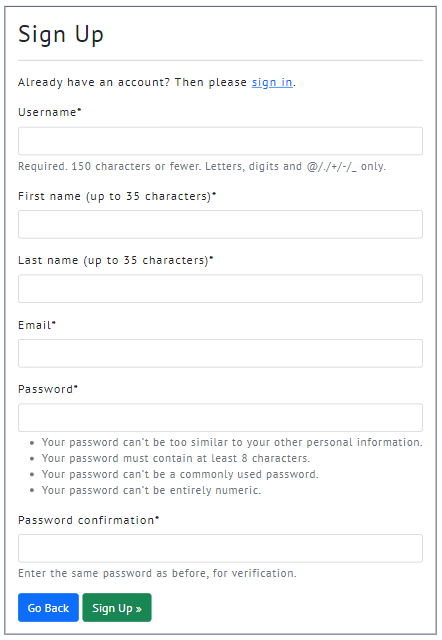 Sign Up
Already have an account? Then please sign in.
Username*
Required. 150 characters or fewer. Letters, digits and @/./+/-/_ only.
First name (up to 35 characters)*
Last name (up to 35 characters)*
Email*
Password*
• Your password can't be too similar to your other personal information.
• Your password must contain at least 8 characters.
• Your password can't be a commonly used password.
• Your password can't be entirely numeric.
Password confirmation*
Enter the same password as before, for verification.
Go Back Sign Up »